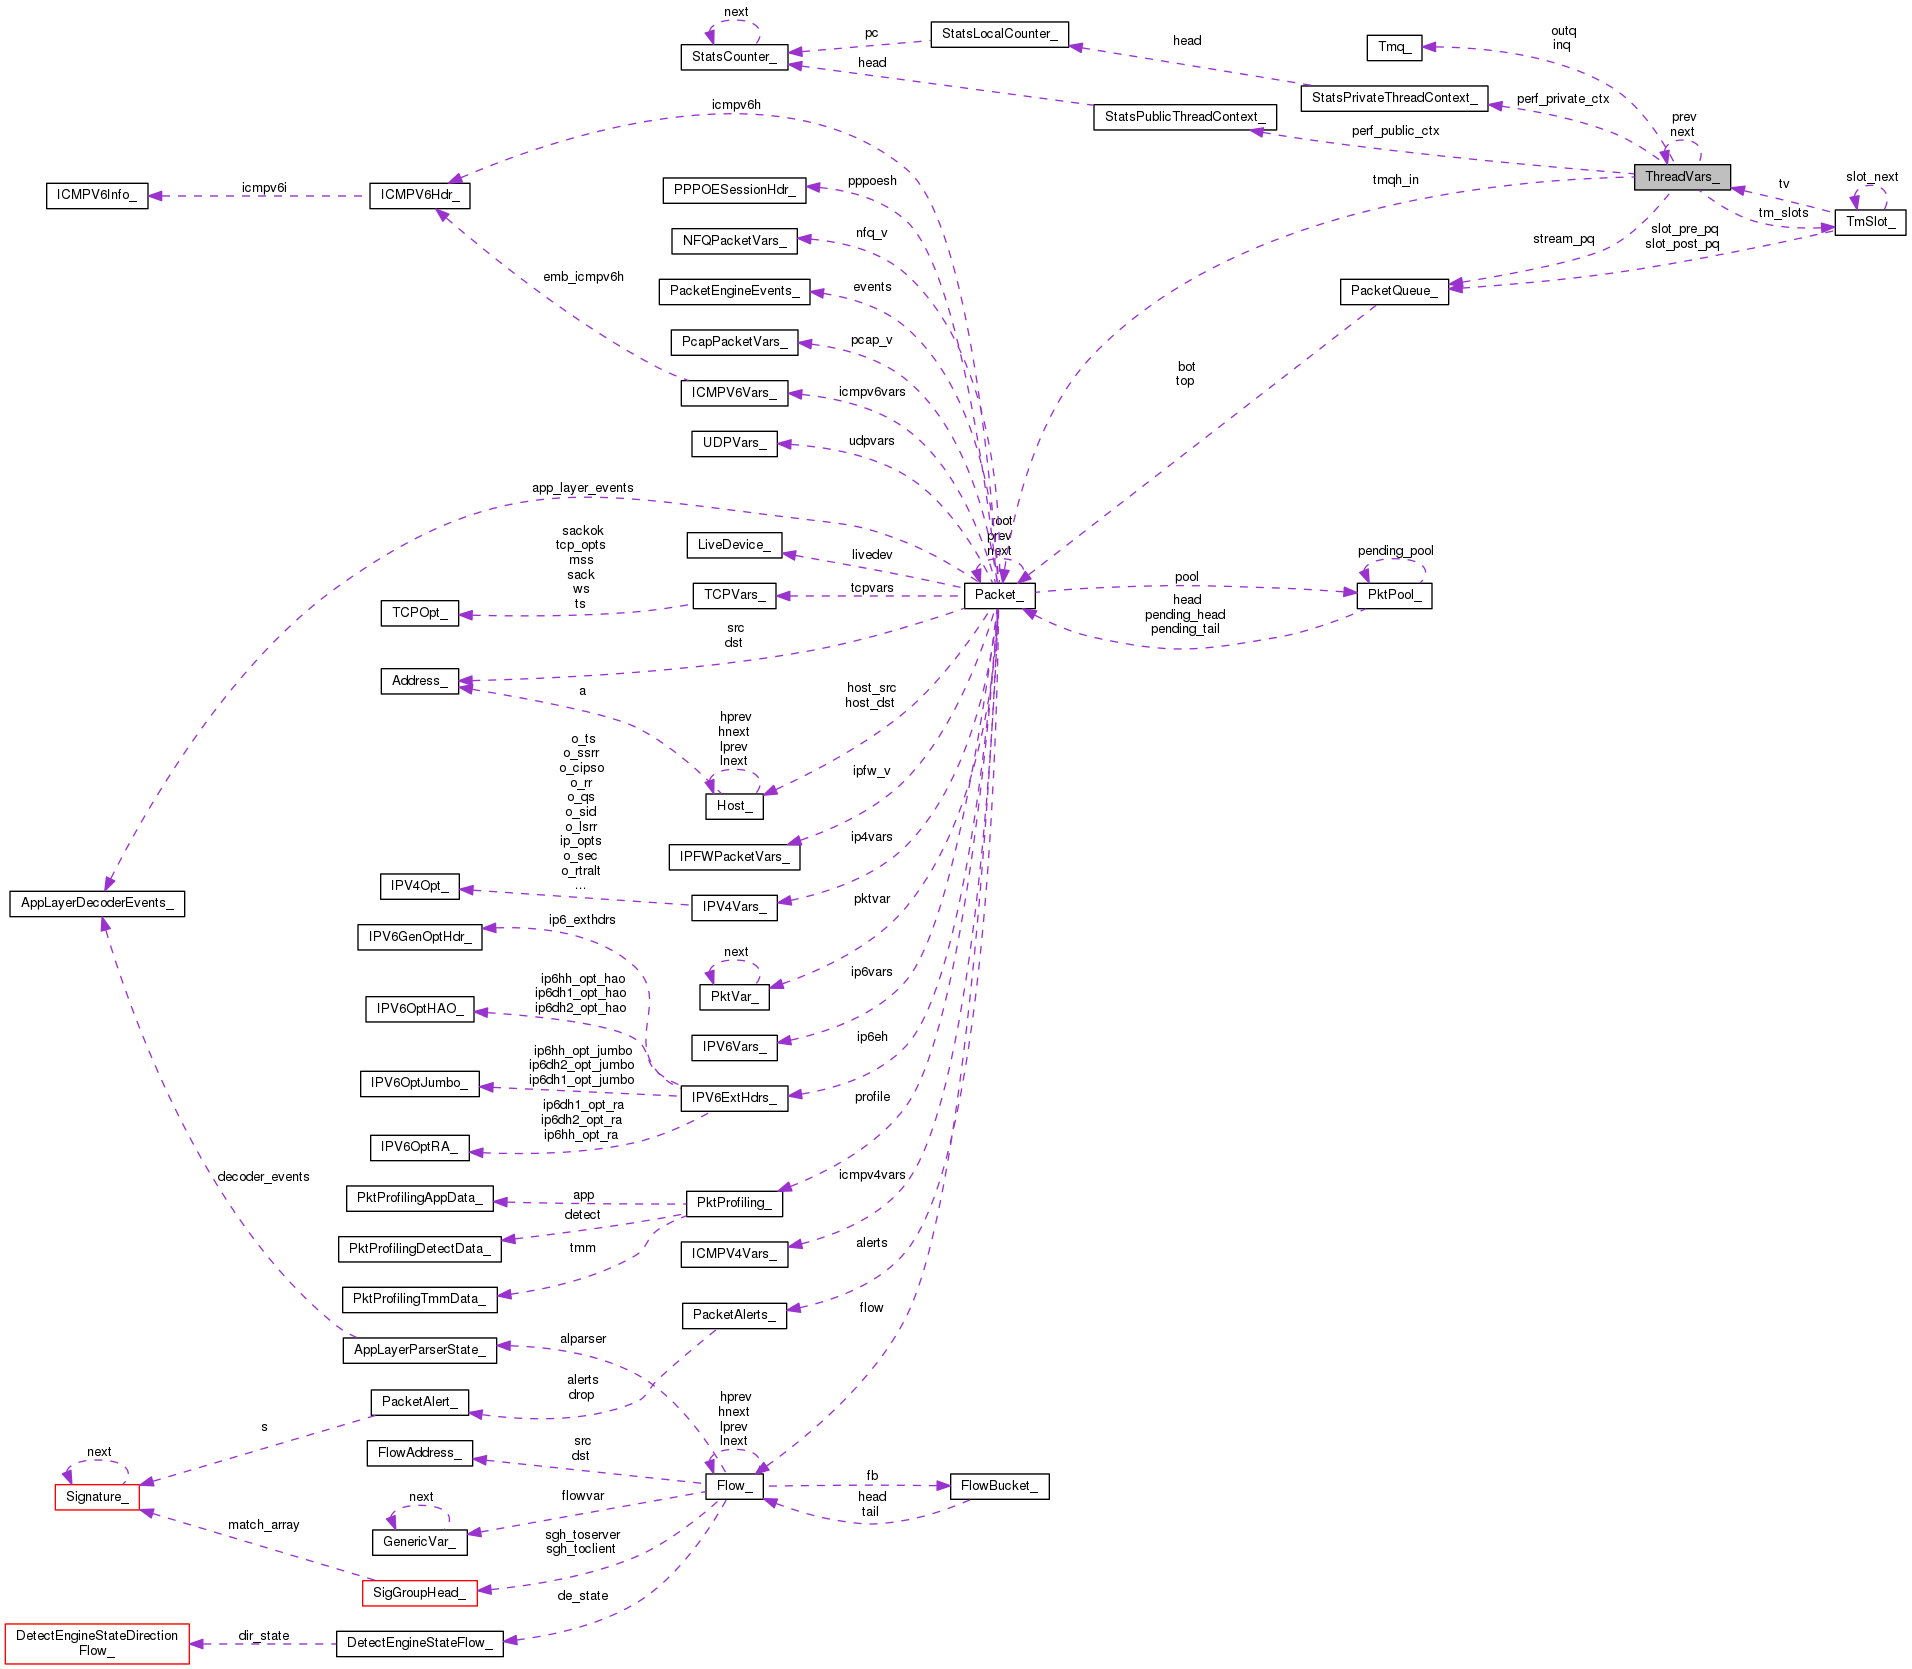 next
StatsCounter_
pc
head
StatsLocalCounter_
head
Tmq_
outq
inq
StatsPrivateThreadContext_
perf_private_ctx
StatsPublicThreadContext_
perf_public_ctx
prev
next
ThreadVars_
icmpv6h
ICMPV6Info_
icmpv6i
ICMPV6Hdr_
PPPOESessionHdr_
pppoesh
tmqh_in
slot_next
tv
tm_slots
TmSlot_
NFQPacketVars_
nfq_v
stream_pq
slot_pre_pq
slot_post_pq
emb_icmpv6h
PacketEngineEvents_
events
PacketQueue_
PcapPacketVars_
pcap_v
bot
top
ICMPV6Vars_
icmpv6vars
UDPVars_
udpvars
app_layer_events
sackok
tcp_opts
mss
sack
ws
ts
LiveDevice_
livedev
root
prev
next
TCPOpt_
TCPVars_
tcpvars
Packet_
pool
pending_pool
PktPool_
head
pending_head
pending_tail
src
dst
Address_
a
host_src
host_dst
hprev
hnext
lprev
lnext
Host_
o_ts
o_ssrr
o_cipso
o_rr
o_qs
o_sid
o_lsrr
ip_opts
o_sec
o_rtralt
...
ipfw_v
IPFWPacketVars_
ip4vars
AppLayerDecoderEvents_
IPV4Opt_
IPV4Vars_
pktvar
IPV6GenOptHdr_
ip6_exthdrs
next
PktVar_
ip6vars
IPV6OptHAO_
ip6hh_opt_hao
ip6dh1_opt_hao
ip6dh2_opt_hao
IPV6Vars_
ip6eh
IPV6OptJumbo_
ip6hh_opt_jumbo
ip6dh2_opt_jumbo
ip6dh1_opt_jumbo
IPV6ExtHdrs_
profile
IPV6OptRA_
ip6dh1_opt_ra
ip6dh2_opt_ra
ip6hh_opt_ra
decoder_events
icmpv4vars
PktProfilingAppData_
app
PktProfiling_
detect
PktProfilingDetectData_
tmm
ICMPV4Vars_
alerts
PktProfilingTmmData_
PacketAlerts_
flow
AppLayerParserState_
alparser
PacketAlert_
alerts
drop
s
hprev
hnext
lprev
lnext
FlowAddress_
src
dst
next
Signature_
Flow_
fb
FlowBucket_
head
tail
next
flowvar
GenericVar_
match_array
sgh_toserver
sgh_toclient
SigGroupHead_
de_state
DetectEngineStateDirection
Flow_
dir_state
DetectEngineStateFlow_